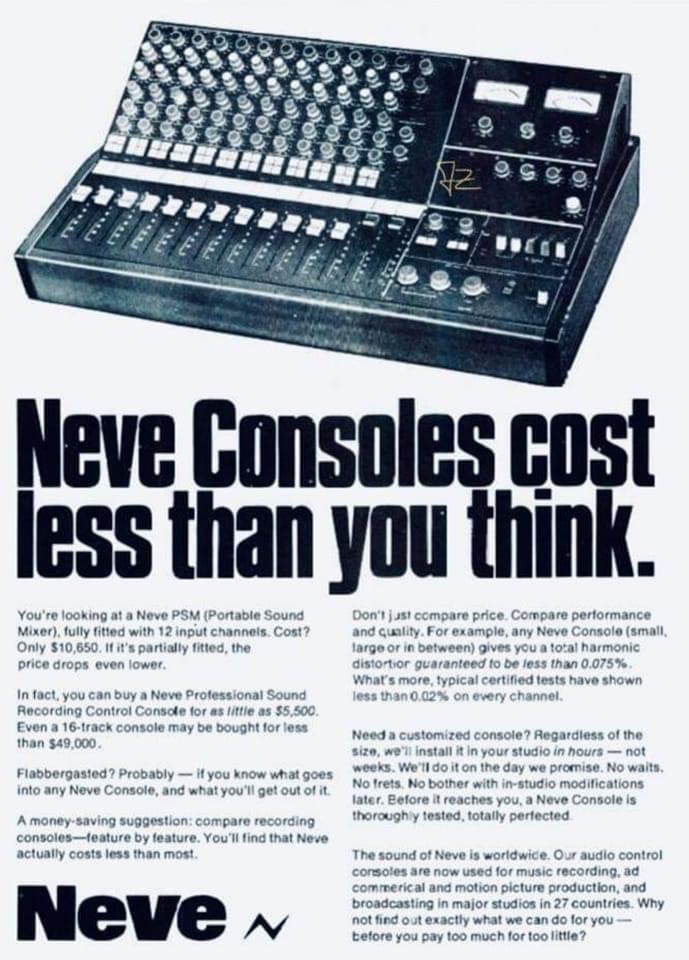 Neve Consoles cost
less than you think.
You're looking at a Neve PSM (Portable Sound
Mixer), fully fitted with 12 input channels. Cost?
Only $10,650. If it's partially fitted, the
price drops even lower.
In fact, you can buy a Neve Professional Sound
Recording Control Console for as little as $5,500.
Even a 16-track console may be bought for less
than $49,000.
Flabbergasted? Probably — if you know what goes
into any Neve Console, and what you'll get out of it.
A money-saving suggestion: compare recording
consoles—feature by feature. You'll find that Neve
actually costs less than most.
Neve
Don't just compare price. Compare performance
and quality. For example, any Neve Console (small,
large or in between) gives you a total harmonic
distortior guaranteed to be less than 0.075%.
What's more, typical certified tests have shown
less than 0.02% on every channel.
Need a customized console? Regardless of the
size, we'll install it in your studio in hours — not
weeks. We'll do it on the day we promise. No waits.
No frets. No bother with in-studio modifications
later. Before it reaches you, a Neve Console is
thoroughly tested, totally perfected.
The sound of Neve is worldwide. Our audio control
consoles are now used for music recording, ad
commerical and motion picture production, and
broadcasting in major studios in 27 countries. Why
not find out exactly what we can do for you —
before you pay too much for too little?